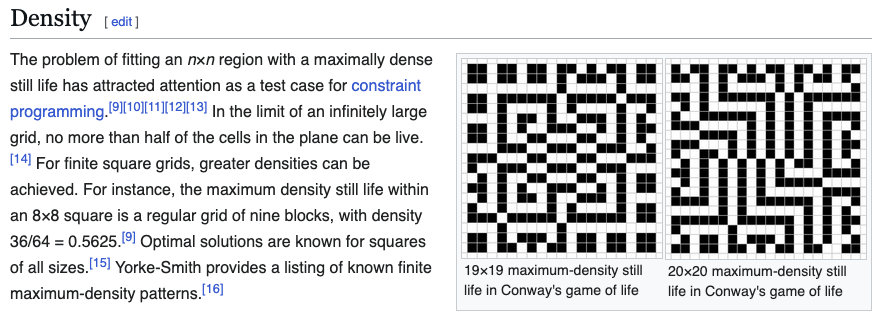 Density [ edit ]
The problem of fitting an n×n region with a maximally dense
still life has attracted attention as a test case for constraint
programming.[9][10][11][12][13] In the limit of an infinitely large
grid, no more than half of the cells in the plane can be live.
[14] For finite square grids, greater densities can be
achieved. For instance, the maximum density still life within
an 8×8 square is a regular grid of nine blocks, with density
36/64 = 0.5625.[9] Optimal solutions are known for squares
of all sizes.[15] Yorke-Smith provides a listing of known finite
maximum-density patterns.[16]
19×19 maximum-density still
life in Conway's game of life
20×20 maximum-density still
life in Conway's game of life